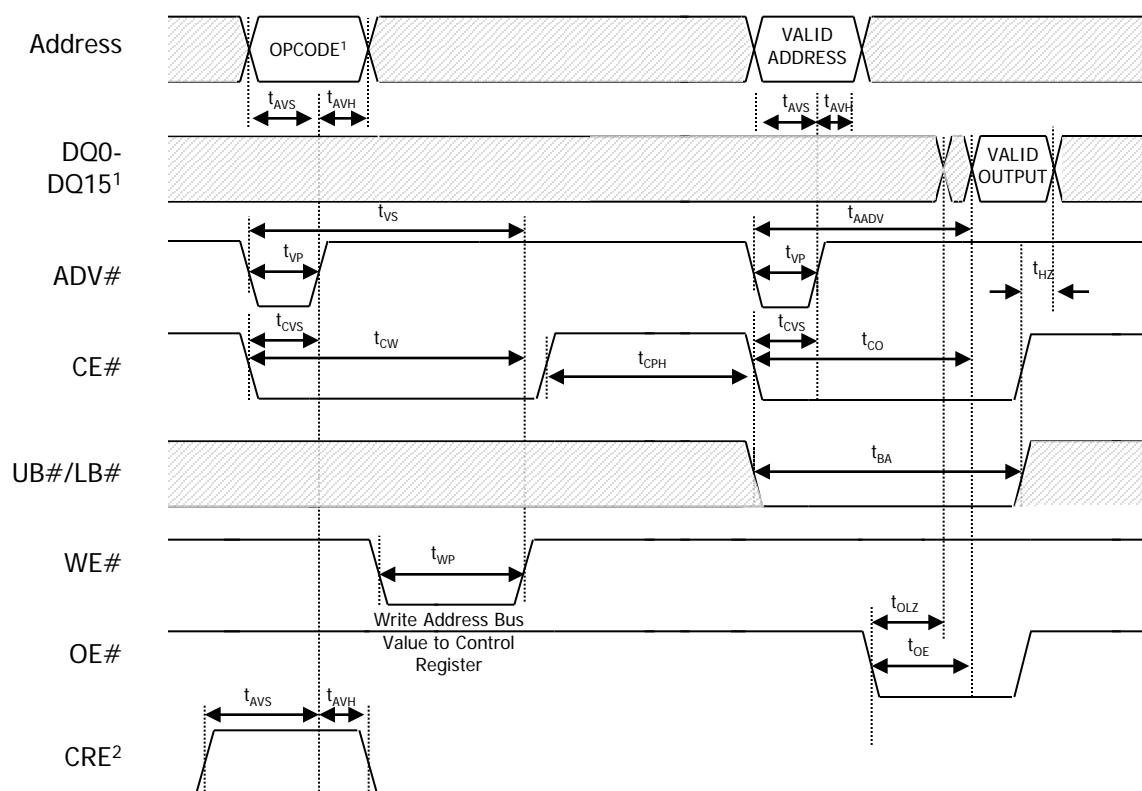 Address
OPCODE1
VALID
ADDRESS
tAVS
tAVH
tAVS
tAVH
DQ0-
DQ151
VALID
OUTPUT
tVS
tAADV
ADV#
tVP
tVP
tHZ
tCVS
tCW
tCVS
tCO
CE#
tCPH
UB#/LB#
tBA
WE#
tWP
Write Address Bus
Value to Control
Register
tOLZ
OE#
tOE
tAVS
tAVH
CRE2